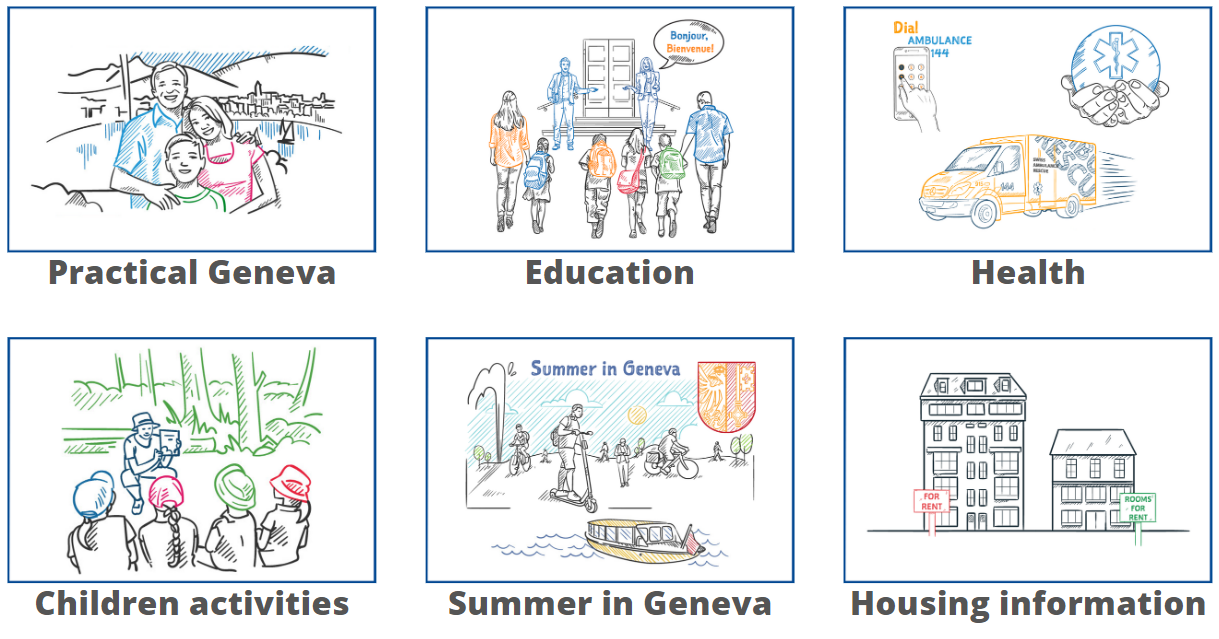 Bonjour,
Bienvenue!
Dial
AMBULANCE
144
144
Practical Geneva
Education
Health
Summer in Geneva
FOR
RENT
ROOMS
FOR
RENT
Children activities
Summer in Geneva
Housing information